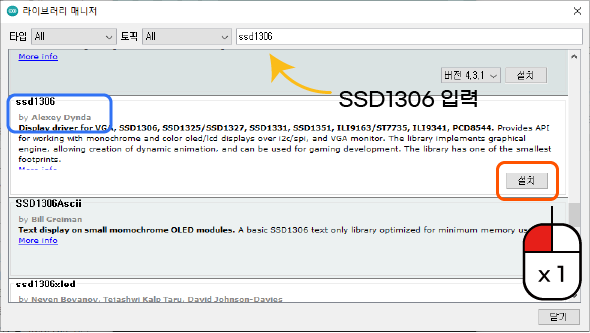 라이브러리 매니저
타입 All 토픽 All ssd1306
More info
버전 4,3,1 설치
SSD1306 입력
ssd1306
by Alexey Dynda
Display driver for VGA, SSD1306, SSD1325/SSD1327, SSD1331, SSD1351, ILI9163/ST7735, ILI9341, PCD8544. Provides API
for working with monochrome and color oled/lcd displays over i2c/spi, and VGA monitor. The library implements graphical
engine, allowing creation of dynamic animation, and can be used for gaming development. The library has one of the smallest
footprints.
More info
설치
SSD1306Ascii
by Bill Greiman
Text display on small momochrome OLED modules. A basic SSD1306 text only library optimized for minimum memory
More info
x 1
ssd1306xled
by Neven Boyanov, Tejashwi Kalp Taru, David Johnson-Davies
닫기